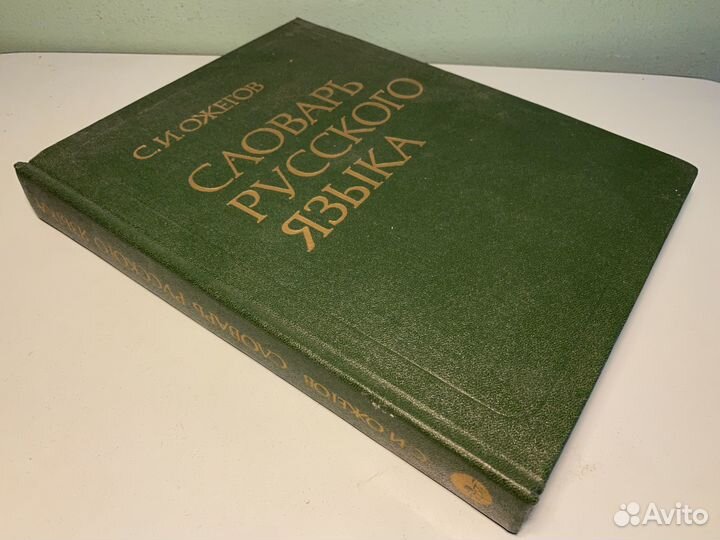 С.И.ОЖЕГОВ
СЛОВАРЬ
РУССКОГО
ЯЗЫКА
С.И.ОЖЕГОВ СЛОВАРЬ РУССКОГО ЯЗЫКА
Avito